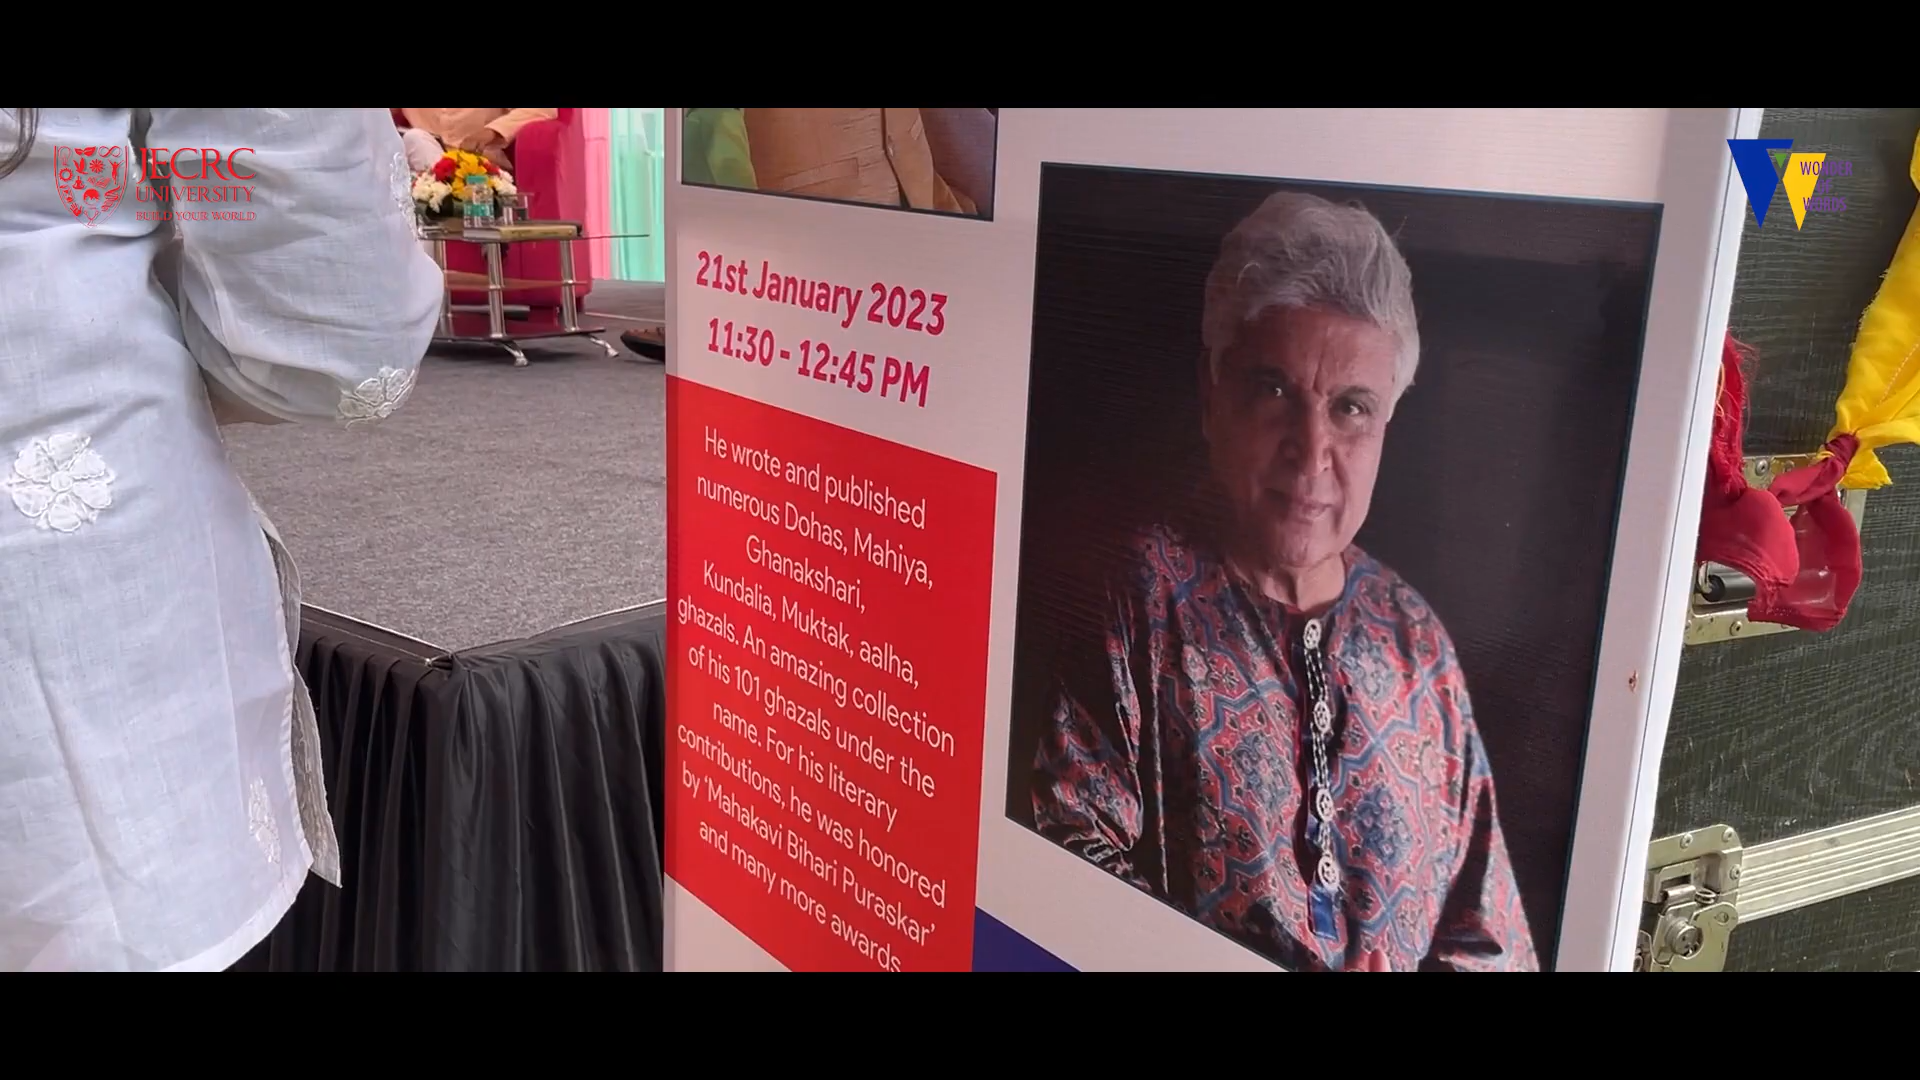 JECRC
UNIVERSITY
BUILD YOUR WORLD
WONDER
OF
WORDS
21st January 2023
11:30 - 12:45 PM
He wrote and published
numerous Dohas, Mahiya,
Ghanakshari,
Kundalia, Muktak, aalha,
ghazals. An amazing collection
of his 101 ghazals under the
name. For his literary
contributions, he was honored
by 'Mahakavi Bihari Puraskar'
and many more awards